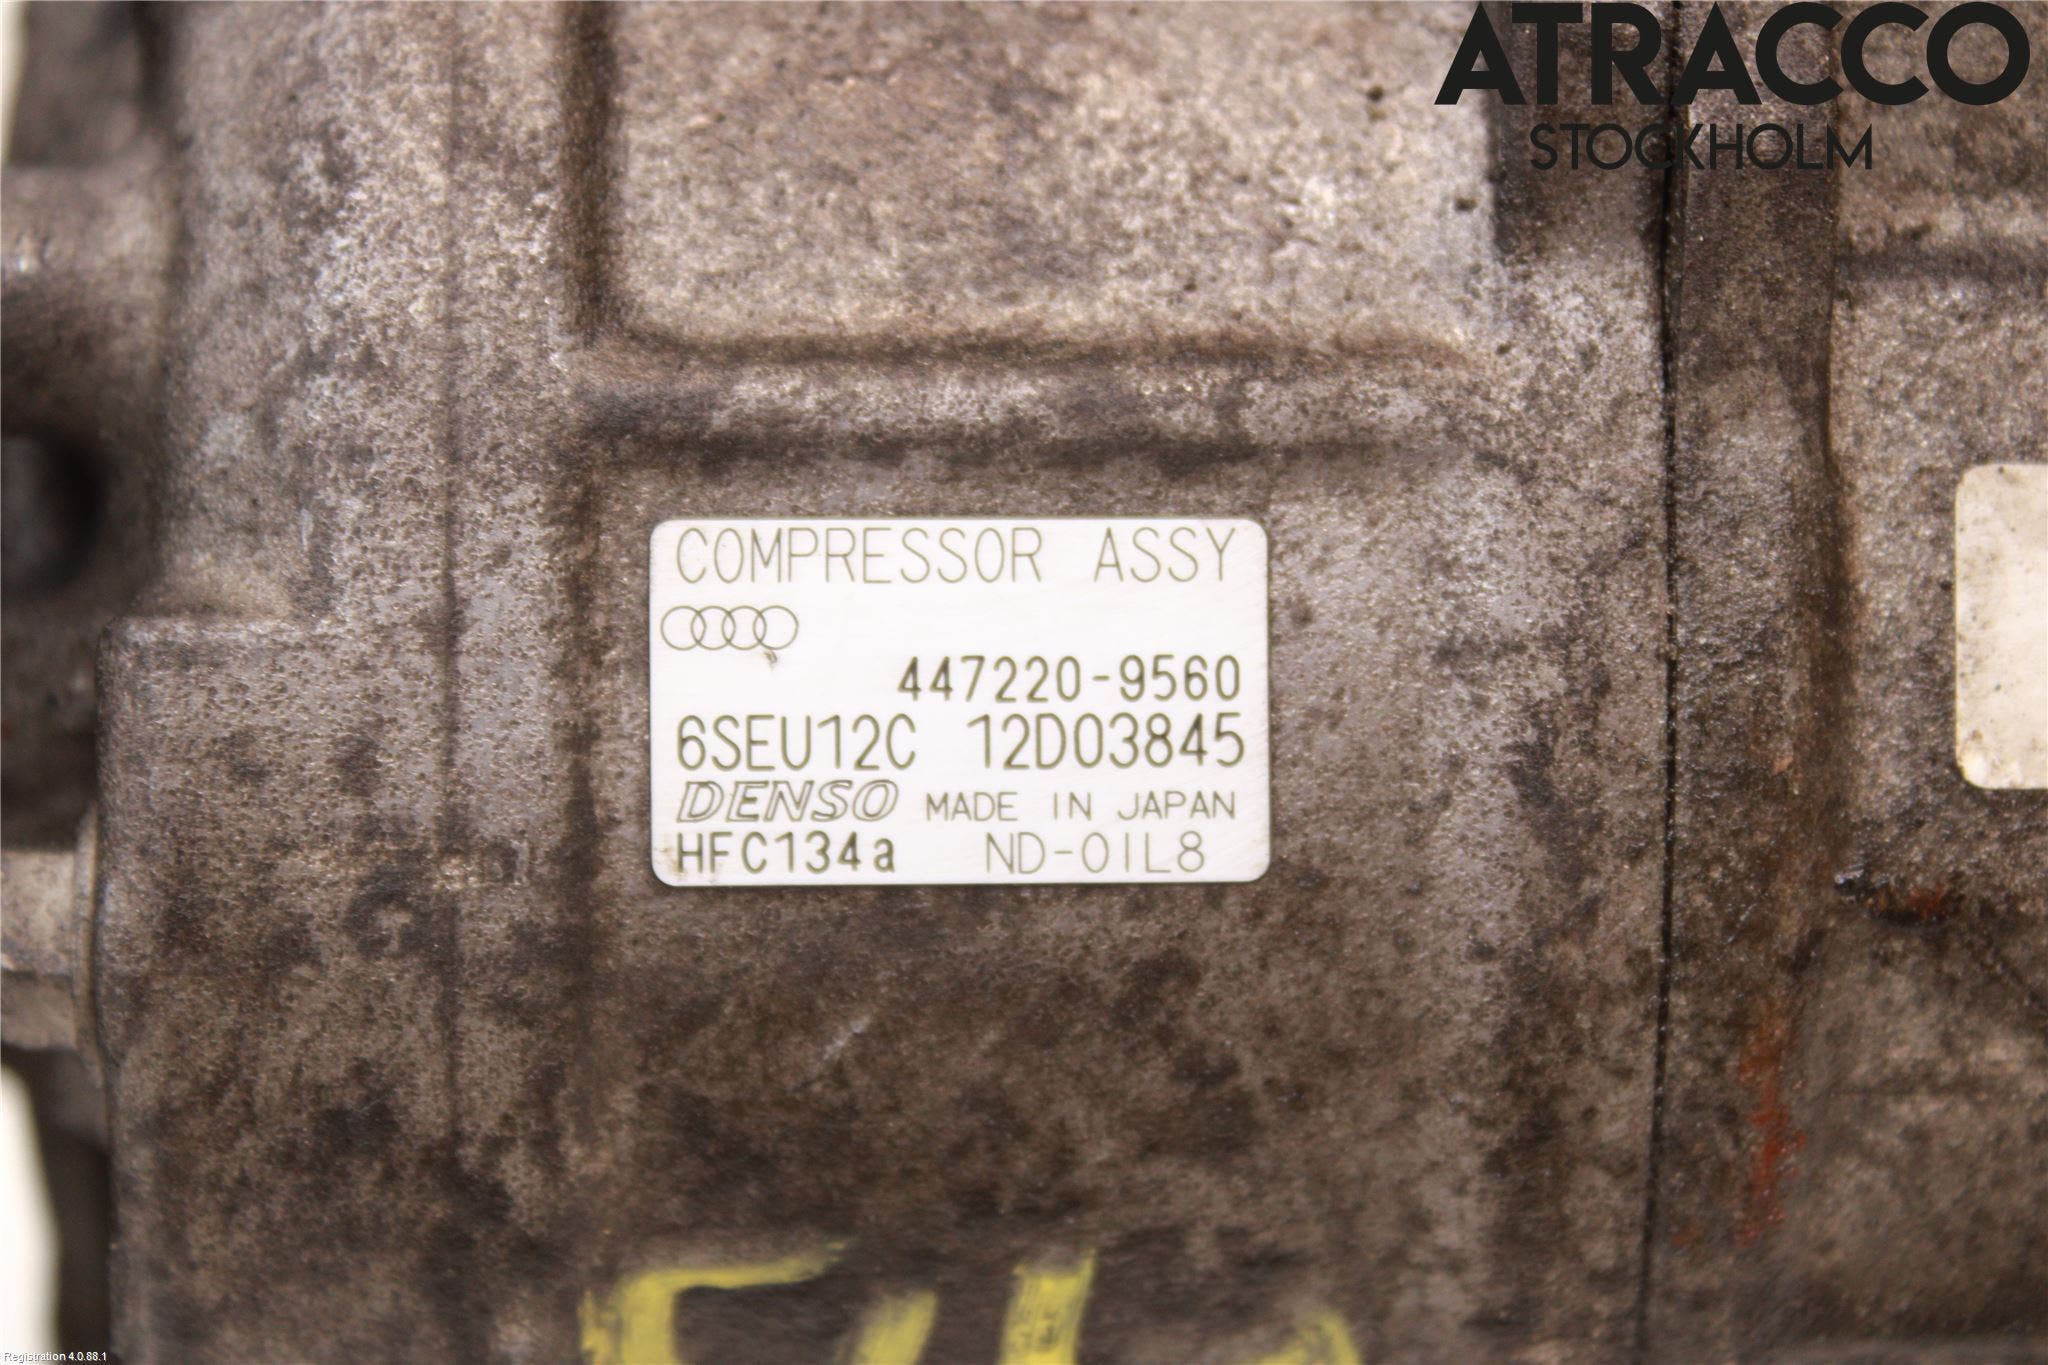 ATRACCO
STOCKHOLM
COMPRESSOR ASSY
447220-9560
6SEU12C 12D03845
DENSO MADE IN JAPAN
HFC134a ND-OIL8
Registration 4.0.88.1